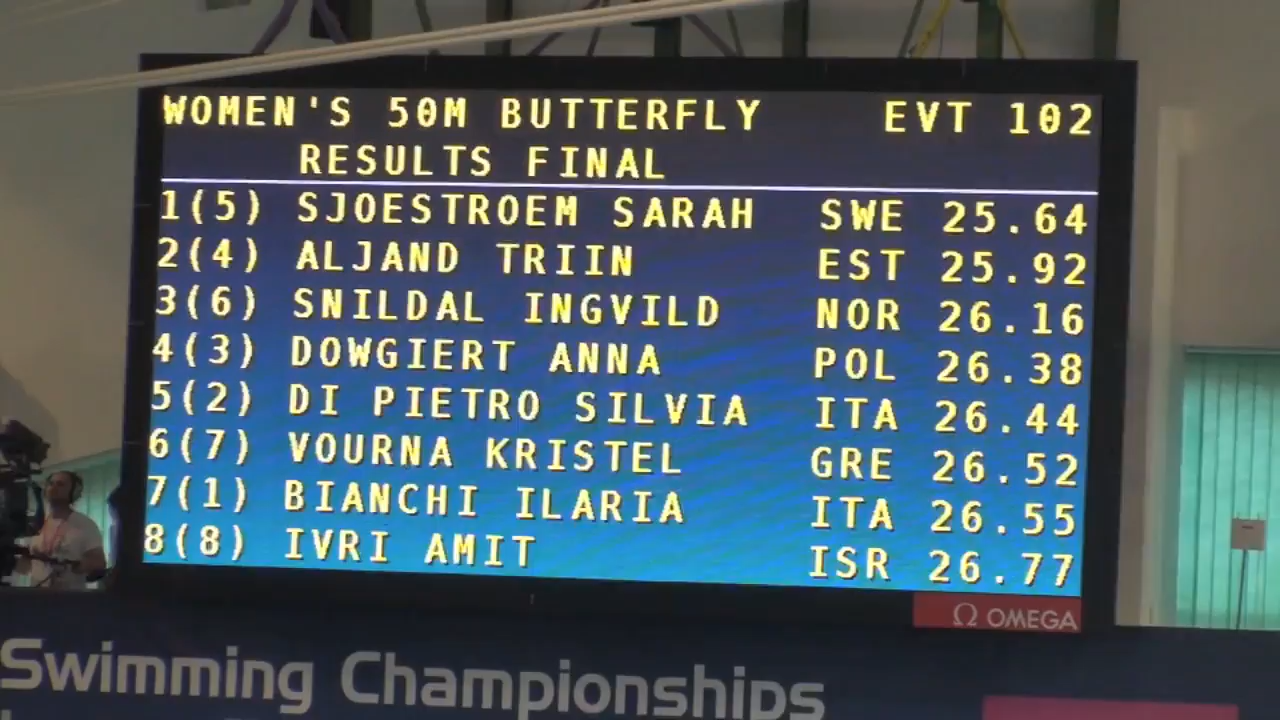 WOMEN'S 50M BUTTERFLY EVT 102
RESULTS FINAL
1(5) SJOESTROEM SARAH SWE 25.64
2(4) ALJAND TRIIN EST 25.92
3(6) SNILDAL INGVILD NOR 26.16
4(3) DOWGIERT ANNA POL 26.38
5(2) DI PIETRO SILVIA ITA 26.44
6(7) VOURNA KRISTEL GRE 26.52
7(1) BIANCHI ILARIA ITA 26.55
8(8) IVRI AMIT ISR 26.77
Ω OMEGA
Swimming Championships